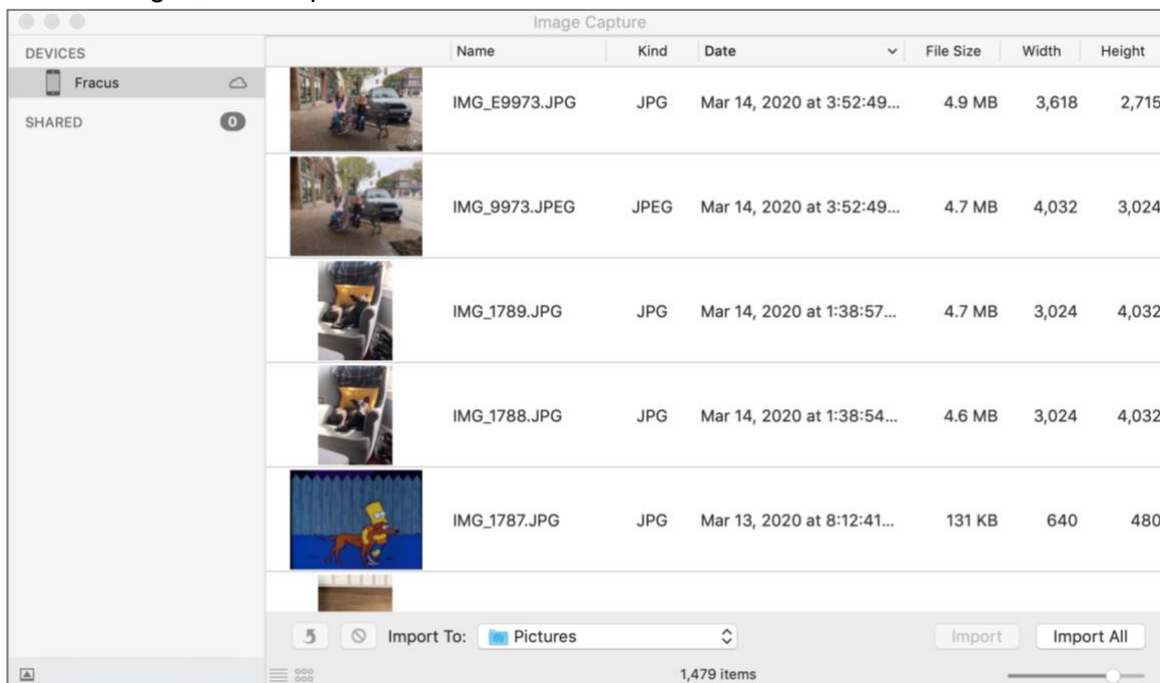 Image Capture
DEVICES
Fracus
SHARED 0
Name Kind Date File Size Width Height
IMG_E9973.JPG JPG Mar 14, 2020 at 3:52:49... 4.9 MB 3,618 2,715
IMG_9973.JPEG JPEG Mar 14, 2020 at 3:52:49... 4.7 MB 4,032 3,024
IMG_1789.JPG JPG Mar 14, 2020 at 1:38:57... 4.7 MB 3,024 4,032
IMG_1788.JPG JPG Mar 14, 2020 at 1:38:54... 4.6 MB 3,024 4,032
IMG_1787.JPG JPG Mar 13, 2020 at 8:12:41... 131 KB 640 480
Import To: Pictures Import Import All
1,479 items